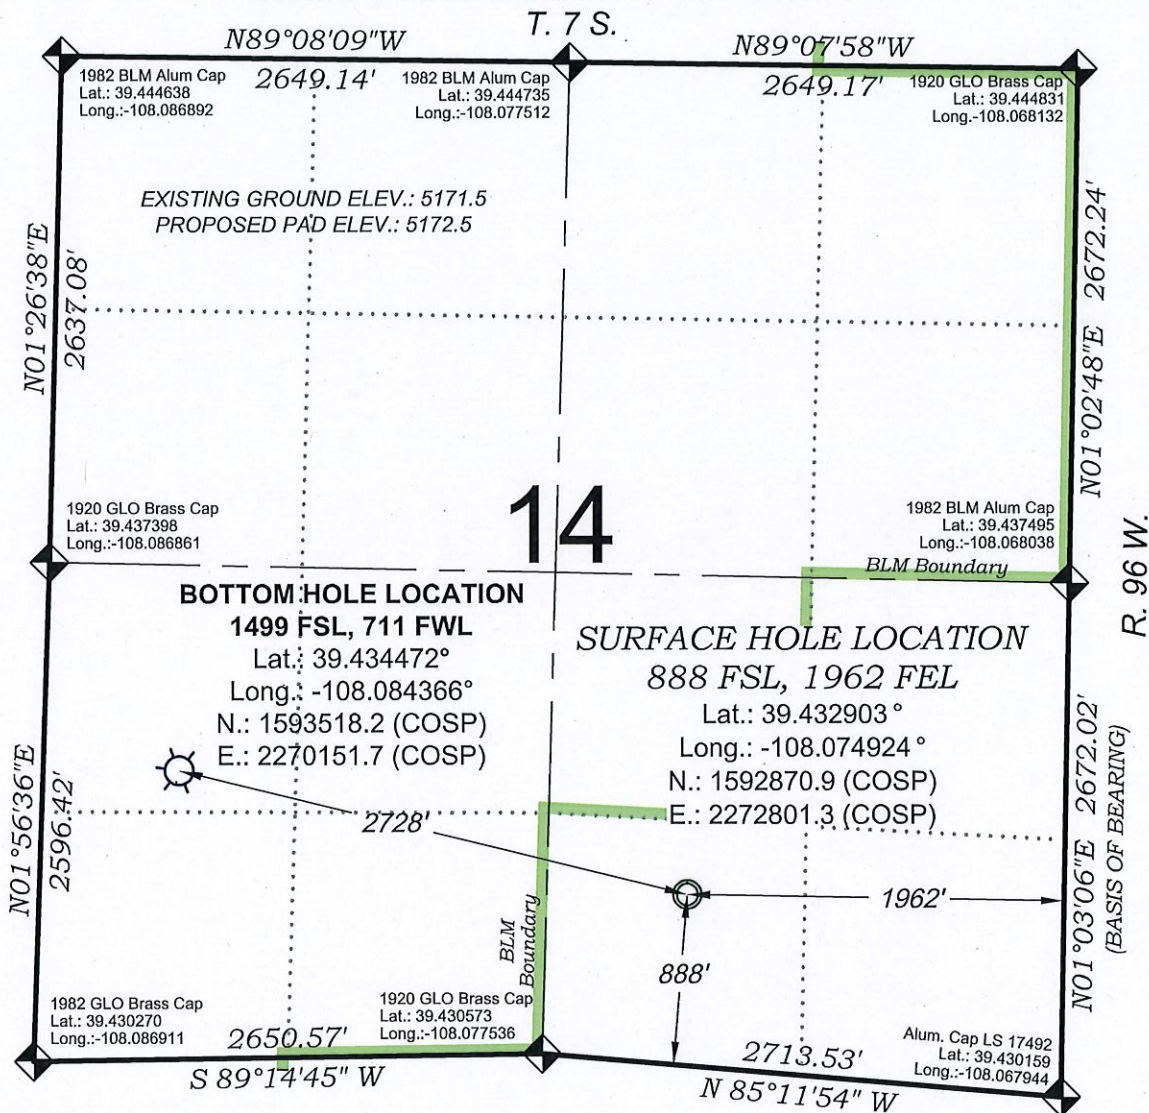 T. 7 S.
N89°08'09"W
N89°07'58"W
2649.14'
2649.17'
1982 BLM Alum Cap
Lat.: 39.444638
Long.:-108.086892
1982 BLM Alum Cap
Lat.: 39.444735
Long.:-108.077512
1920 GLO Brass Cap
Lat.: 39.444831
Long.-108.068132
EXISTING GROUND ELEV.: 5171.5
PROPOSED PAD ELEV.: 5172.5
N01°26'38"E
2637.08'
N01°02'48"E 2672.24'
1920 GLO Brass Cap
Lat.: 39.437398
Long.:-108.086861
14
1982 BLM Alum Cap
Lat.: 39.437495
Long.:-108.068038
BLM Boundary
R. 96 W.
BOTTOM HOLE LOCATION
1499 FSL, 711 FWL
Lat.: 39.434472°
Long.: -108.084366°
N.: 1593518.2 (COSP)
E.: 2270151.7 (COSP)
SURFACE HOLE LOCATION
888 FSL, 1962 FEL
Lat.: 39.432903°
Long.: -108.074924°
N.: 1592870.9 (COSP)
E.: 2272801.3 (COSP)
N01°56'36"E
2596.42'
2728'
1962'
888'
BLM
Boundary
N01°03'06"E 2672.02'
(BASIS OF BEARING)
1982 GLO Brass Cap
Lat.: 39.430270
Long.:-108.086911
1920 GLO Brass Cap
Lat.: 39.430573
Long.:-108.077536
Alum. Cap LS 17492
Lat.: 39.430159
Long.:-108.067944
2650.57'
S 89°14'45" W
2713.53'
N 85°11'54" W